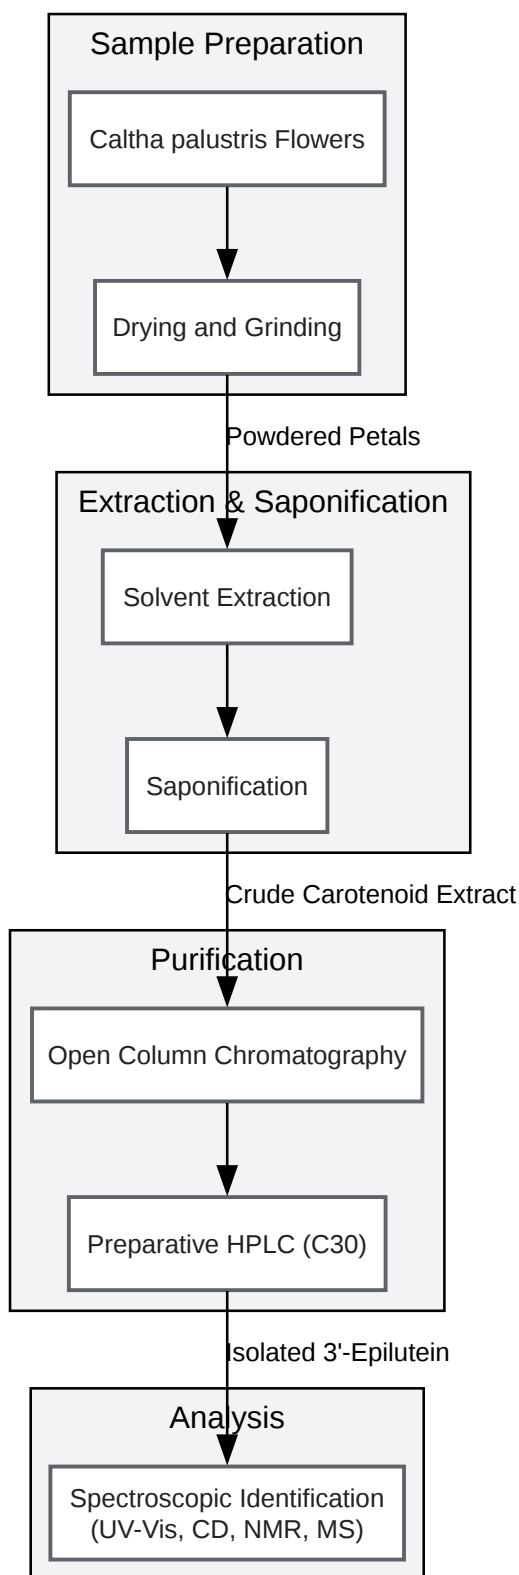 Sample Preparation
Caltha palustris Flowers
Drying and Grinding
Powdered Petals
Extraction & Saponification
Solvent Extraction
Saponification
Crude Carotenoid Extract
Purification
Open Column Chromatography
Preparative HPLC (C30)
Isolated 3'-Epilutein
Analysis
Spectroscopic Identification
(UV-Vis, CD, NMR, MS)